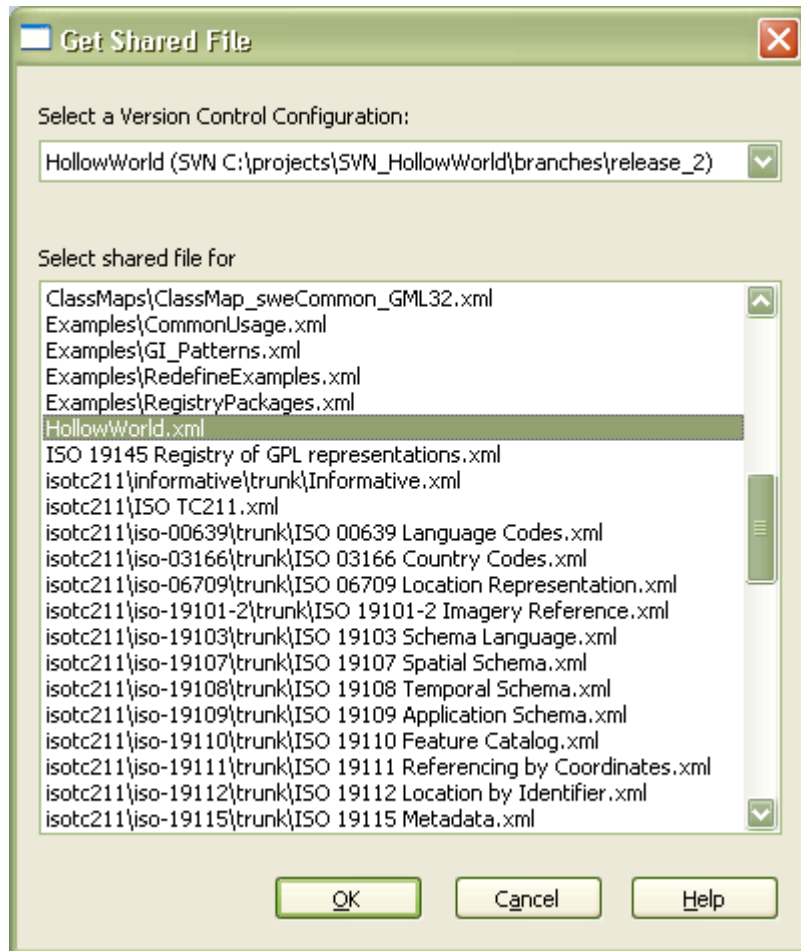 Get Shared File
Select a Version Control Configuration:
HollowWorld (SVN C:\projects\SVN_HollowWorld\branches\release_2)
Select shared file for
ClassMaps\ClassMap_sweCommon_GML32.xml
Examples\CommonUsage.xml
Examples\GI_Patterns.xml
Examples\RedefineExamples.xml
Examples\RegistryPackages.xml
HollowWorld.xml
ISO 19145 Registry of GPL representations.xml
isotc211\informative\trunk\Informative.xml
isotc211\ISO TC211.xml
isotc211\iso-00639\trunk\ISO 00639 Language Codes.xml
isotc211\iso-03166\trunk\ISO 03166 Country Codes.xml
isotc211\iso-06709\trunk\ISO 06709 Location Representation.xml
isotc211\iso-19101-2\trunk\ISO 19101-2 Imagery Reference.xml
isotc211\iso-19103\trunk\ISO 19103 Schema Language.xml
isotc211\iso-19107\trunk\ISO 19107 Spatial Schema.xml
isotc211\iso-19108\trunk\ISO 19108 Temporal Schema.xml
isotc211\iso-19109\trunk\ISO 19109 Application Schema.xml
isotc211\iso-19110\trunk\ISO 19110 Feature Catalog.xml
isotc211\iso-19111\trunk\ISO 19111 Referencing by Coordinates.xml
isotc211\iso-19112\trunk\ISO 19112 Location by Identifier.xml
isotc211\iso-19115\trunk\ISO 19115 Metadata.xml
OK Cancel Help